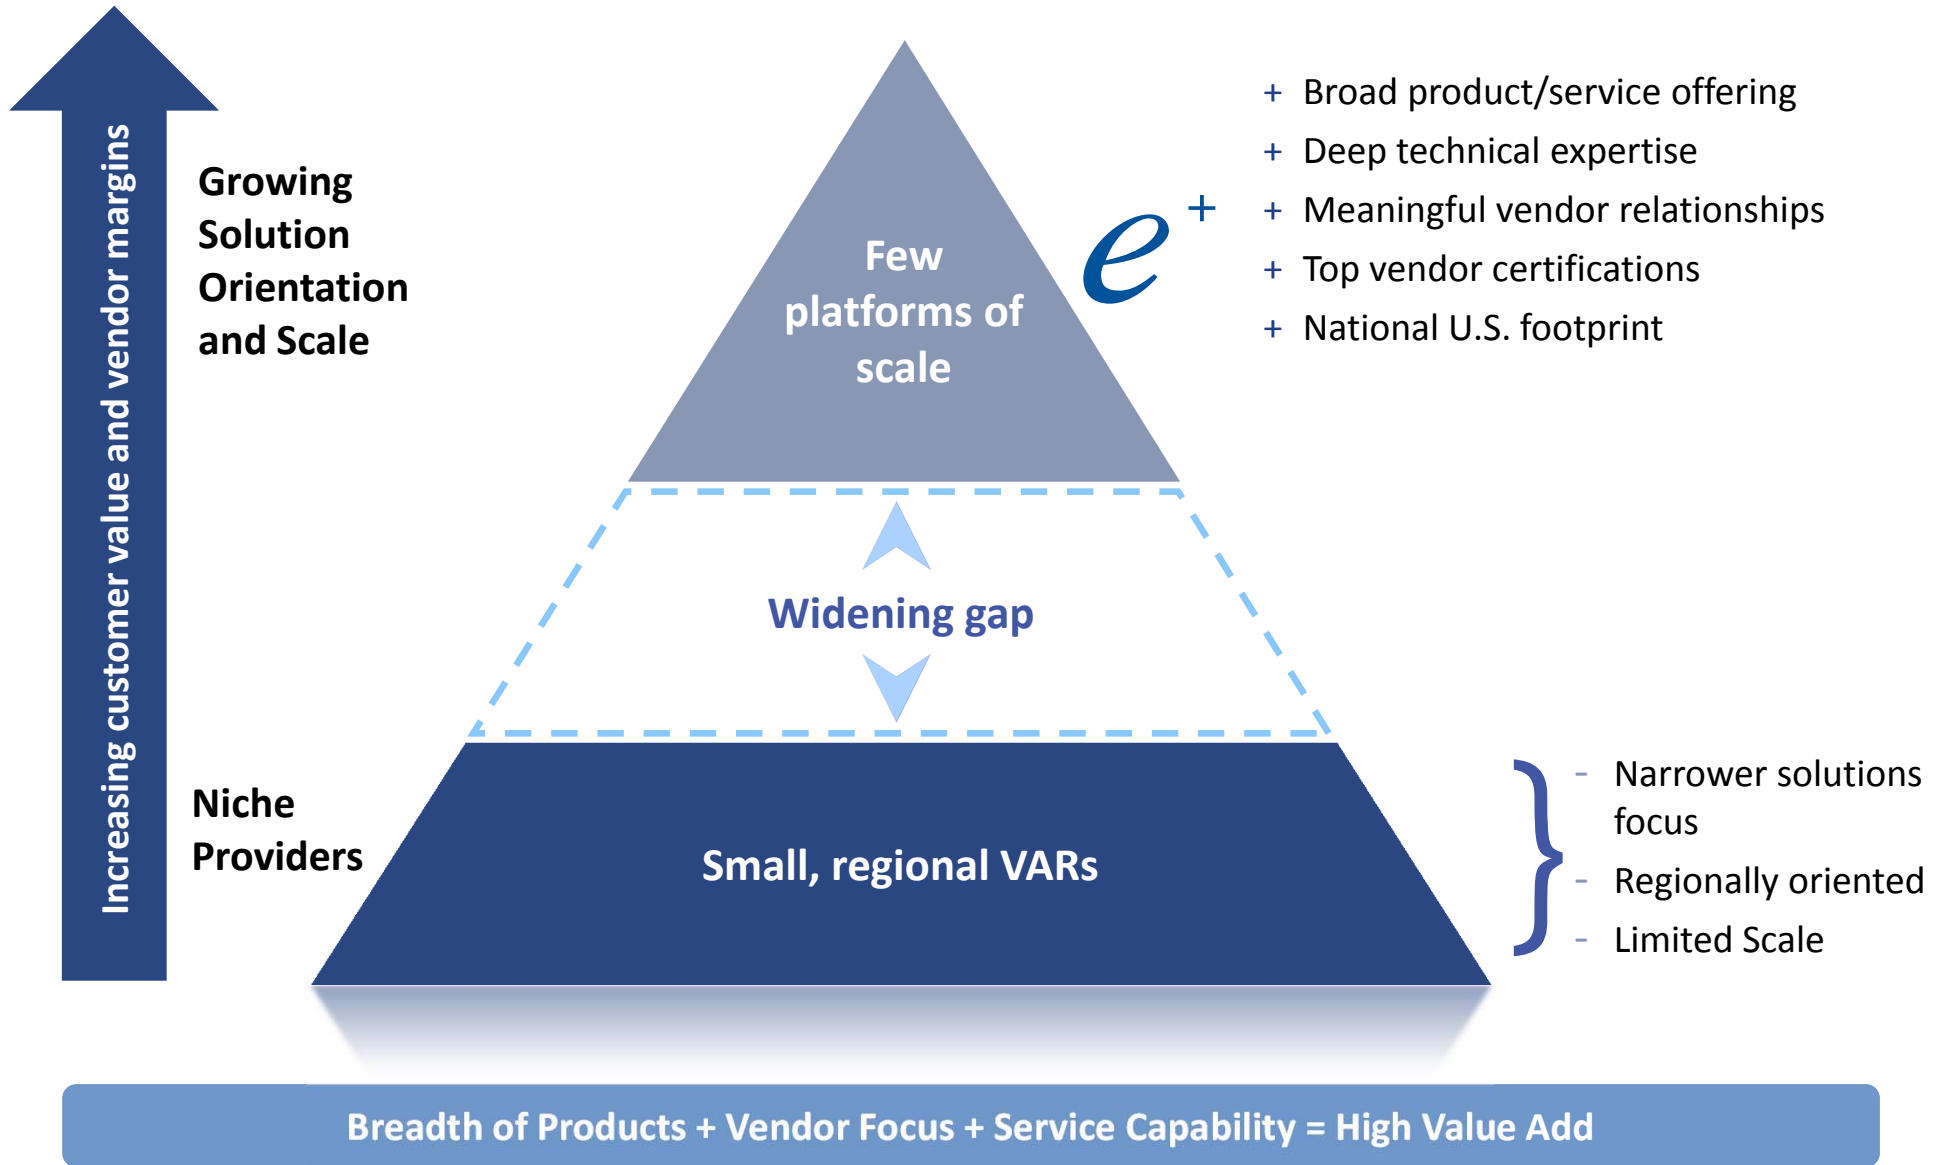 Increasing customer value and vendor margins
Growing
Solution
Orientation
and Scale
Few
platforms of
scale
e+
+ Broad product/service offering
+ Deep technical expertise
+ Meaningful vendor relationships
+ Top vendor certifications
+ National U.S. footprint
Widening gap
Niche
Providers
Small, regional VARs
- Narrower solutions
focus
- Regionally oriented
- Limited Scale
Breadth of Products + Vendor Focus + Service Capability = High Value Add